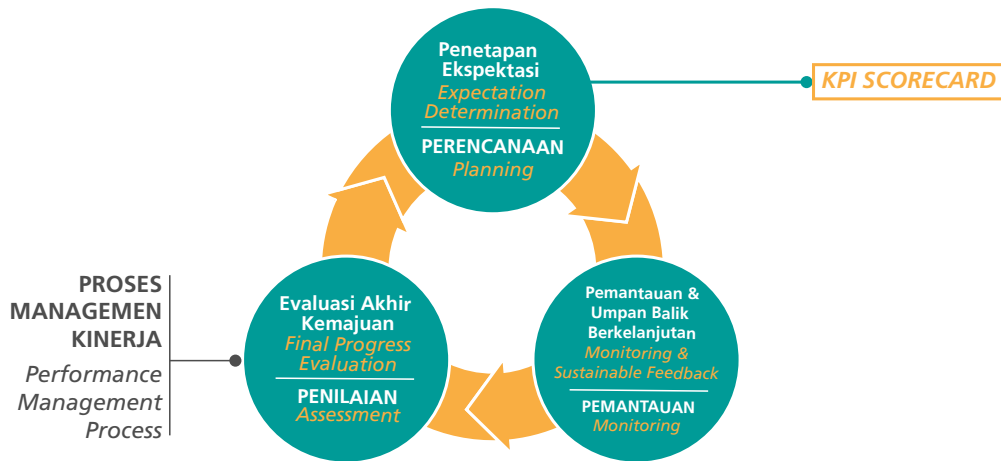 Penetapan
Ekspektasi
Expectation
Determination
PERENCANAAN
Planning
KPI SCORECARD
PROSES
MANAGEMEN
KINERJA
Performance
Management
Process
Evaluasi Akhir
Kemajuan
Final Progress
Evaluation
PENILAIAN
Assessment
Pemantauan &
Umpan Balik
Berkelanjutan
Monitoring &
Sustainable Feedback
PEMANTAUAN
Monitoring